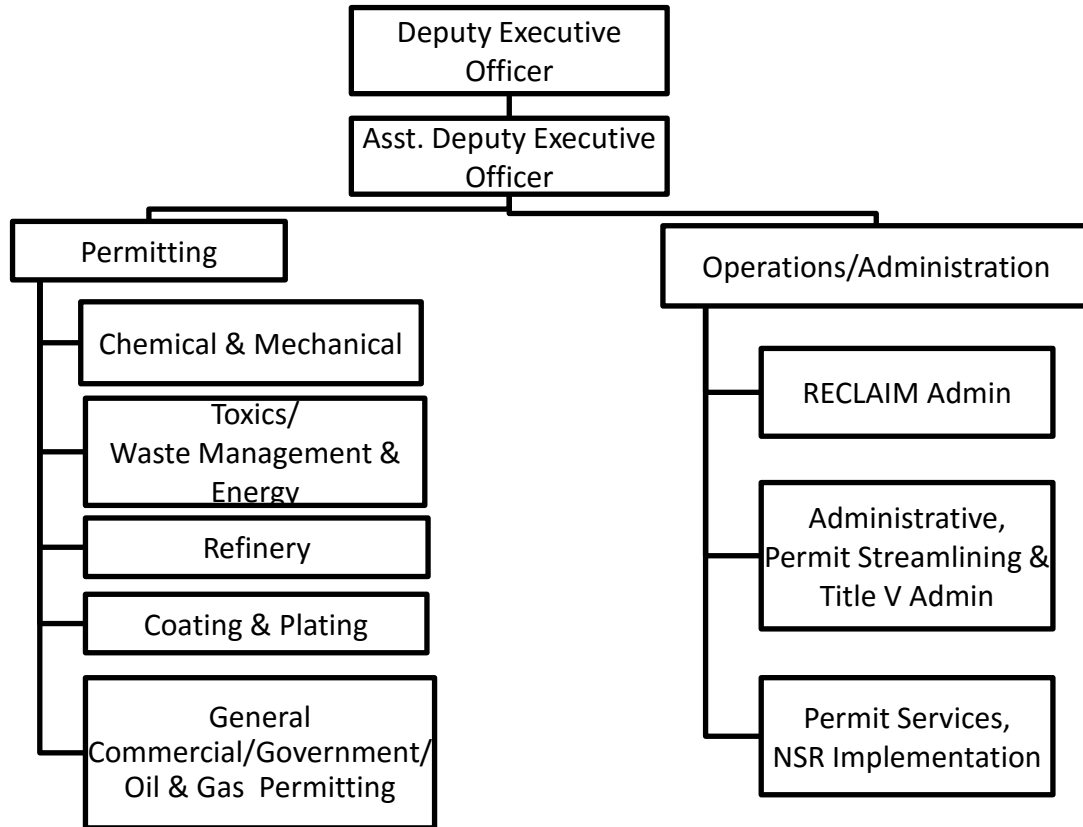 Deputy Executive
Officer
Asst. Deputy Executive
Officer
Permitting
Operations/Administration
Chemical & Mechanical
Toxics/
Waste Management &
Energy
Refinery
Coating & Plating
General
Commercial/Government/
Oil & Gas Permitting
RECLAIM Admin
Administrative,
Permit Streamlining &
Title V Admin
Permit Services,
NSR Implementation